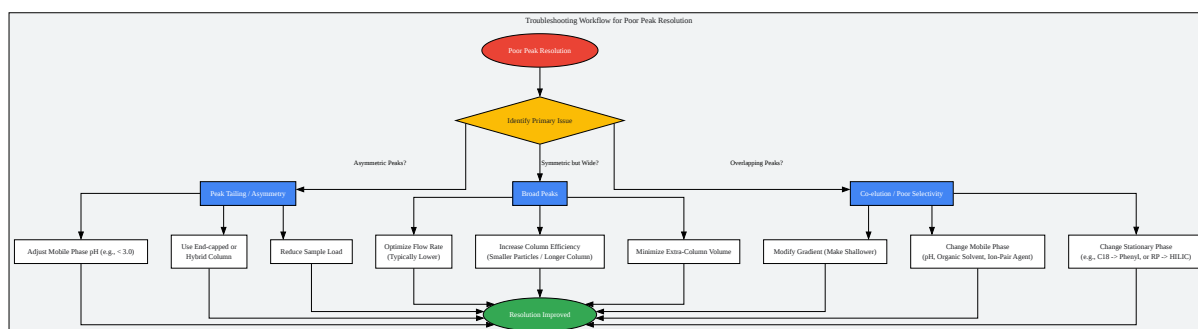 Troubleshooting Workflow for Poor Peak Resolution
Poor Peak Resolution
Identify Primary Issue
Asymmetric Peaks?
Symmetric but Wide?
Overlapping Peaks?
Peak Tailing / Asymmetry
Broad Peaks
Co-elution / Poor Selectivity
Adjust Mobile Phase pH (e.g., < 3.0)
Use End-capped or
Hybrid Column
Reduce Sample Load
Optimize Flow Rate
(Typically Lower)
Increase Column Efficiency
(Smaller Particles / Longer Column)
Minimize Extra-Column Volume
Modify Gradient (Make Shallower)
Change Mobile Phase
(pH, Organic Solvent, Ion-Pair Agent)
Change Stationary Phase
(e.g., C18 -> Phenyl, or RP -> HILIC)
Resolution Improved